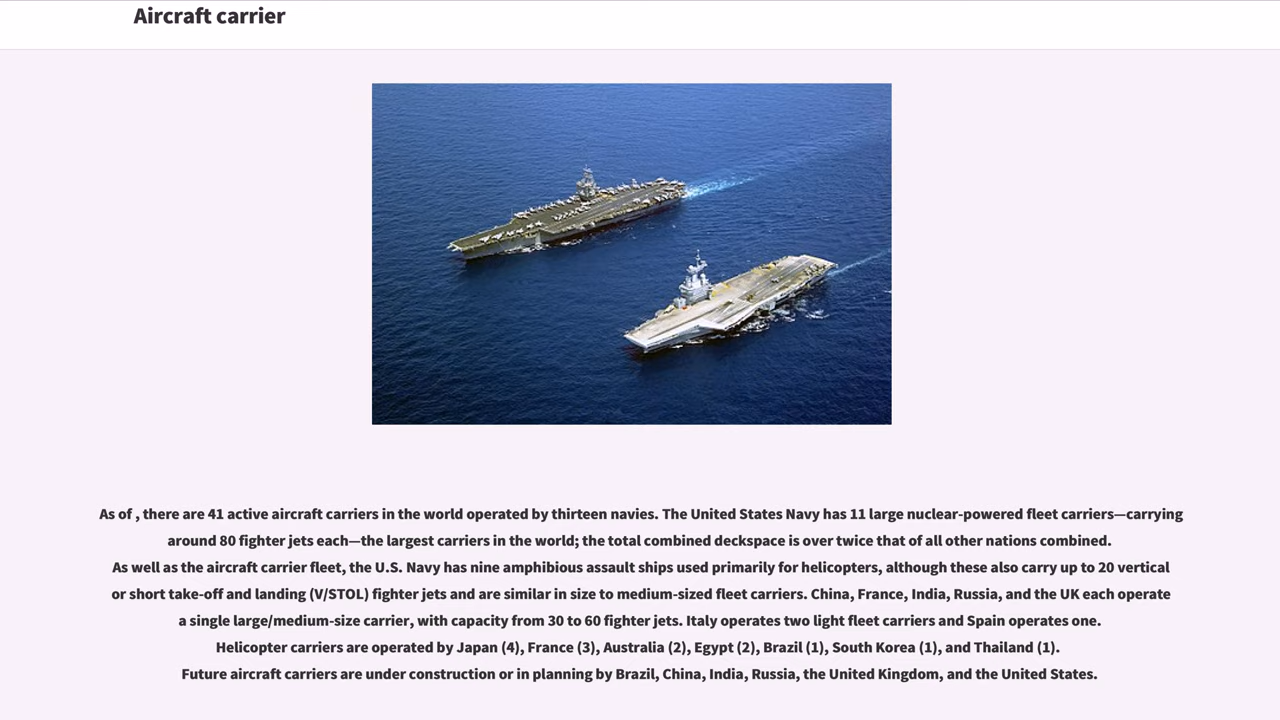 Aircraft carrier
As of , there are 41 active aircraft carriers in the world operated by thirteen navies. The United States Navy has 11 large nuclear-powered fleet carriers—carrying
around 80 fighter jets each—the largest carriers in the world; the total combined deckspace is over twice that of all other nations combined.
As well as the aircraft carrier fleet, the U.S. Navy has nine amphibious assault ships used primarily for helicopters, although these also carry up to 20 vertical
or short take-off and landing (V/STOL) fighter jets and are similar in size to medium-sized fleet carriers. China, France, India, Russia, and the UK each operate
a single large/medium-size carrier, with capacity from 30 to 60 fighter jets. Italy operates two light fleet carriers and Spain operates one.
Helicopter carriers are operated by Japan (4), France (3), Australia (2), Egypt (2), Brazil (1), South Korea (1), and Thailand (1).
Future aircraft carriers are under construction or in planning by Brazil, China, India, Russia, the United Kingdom, and the United States.